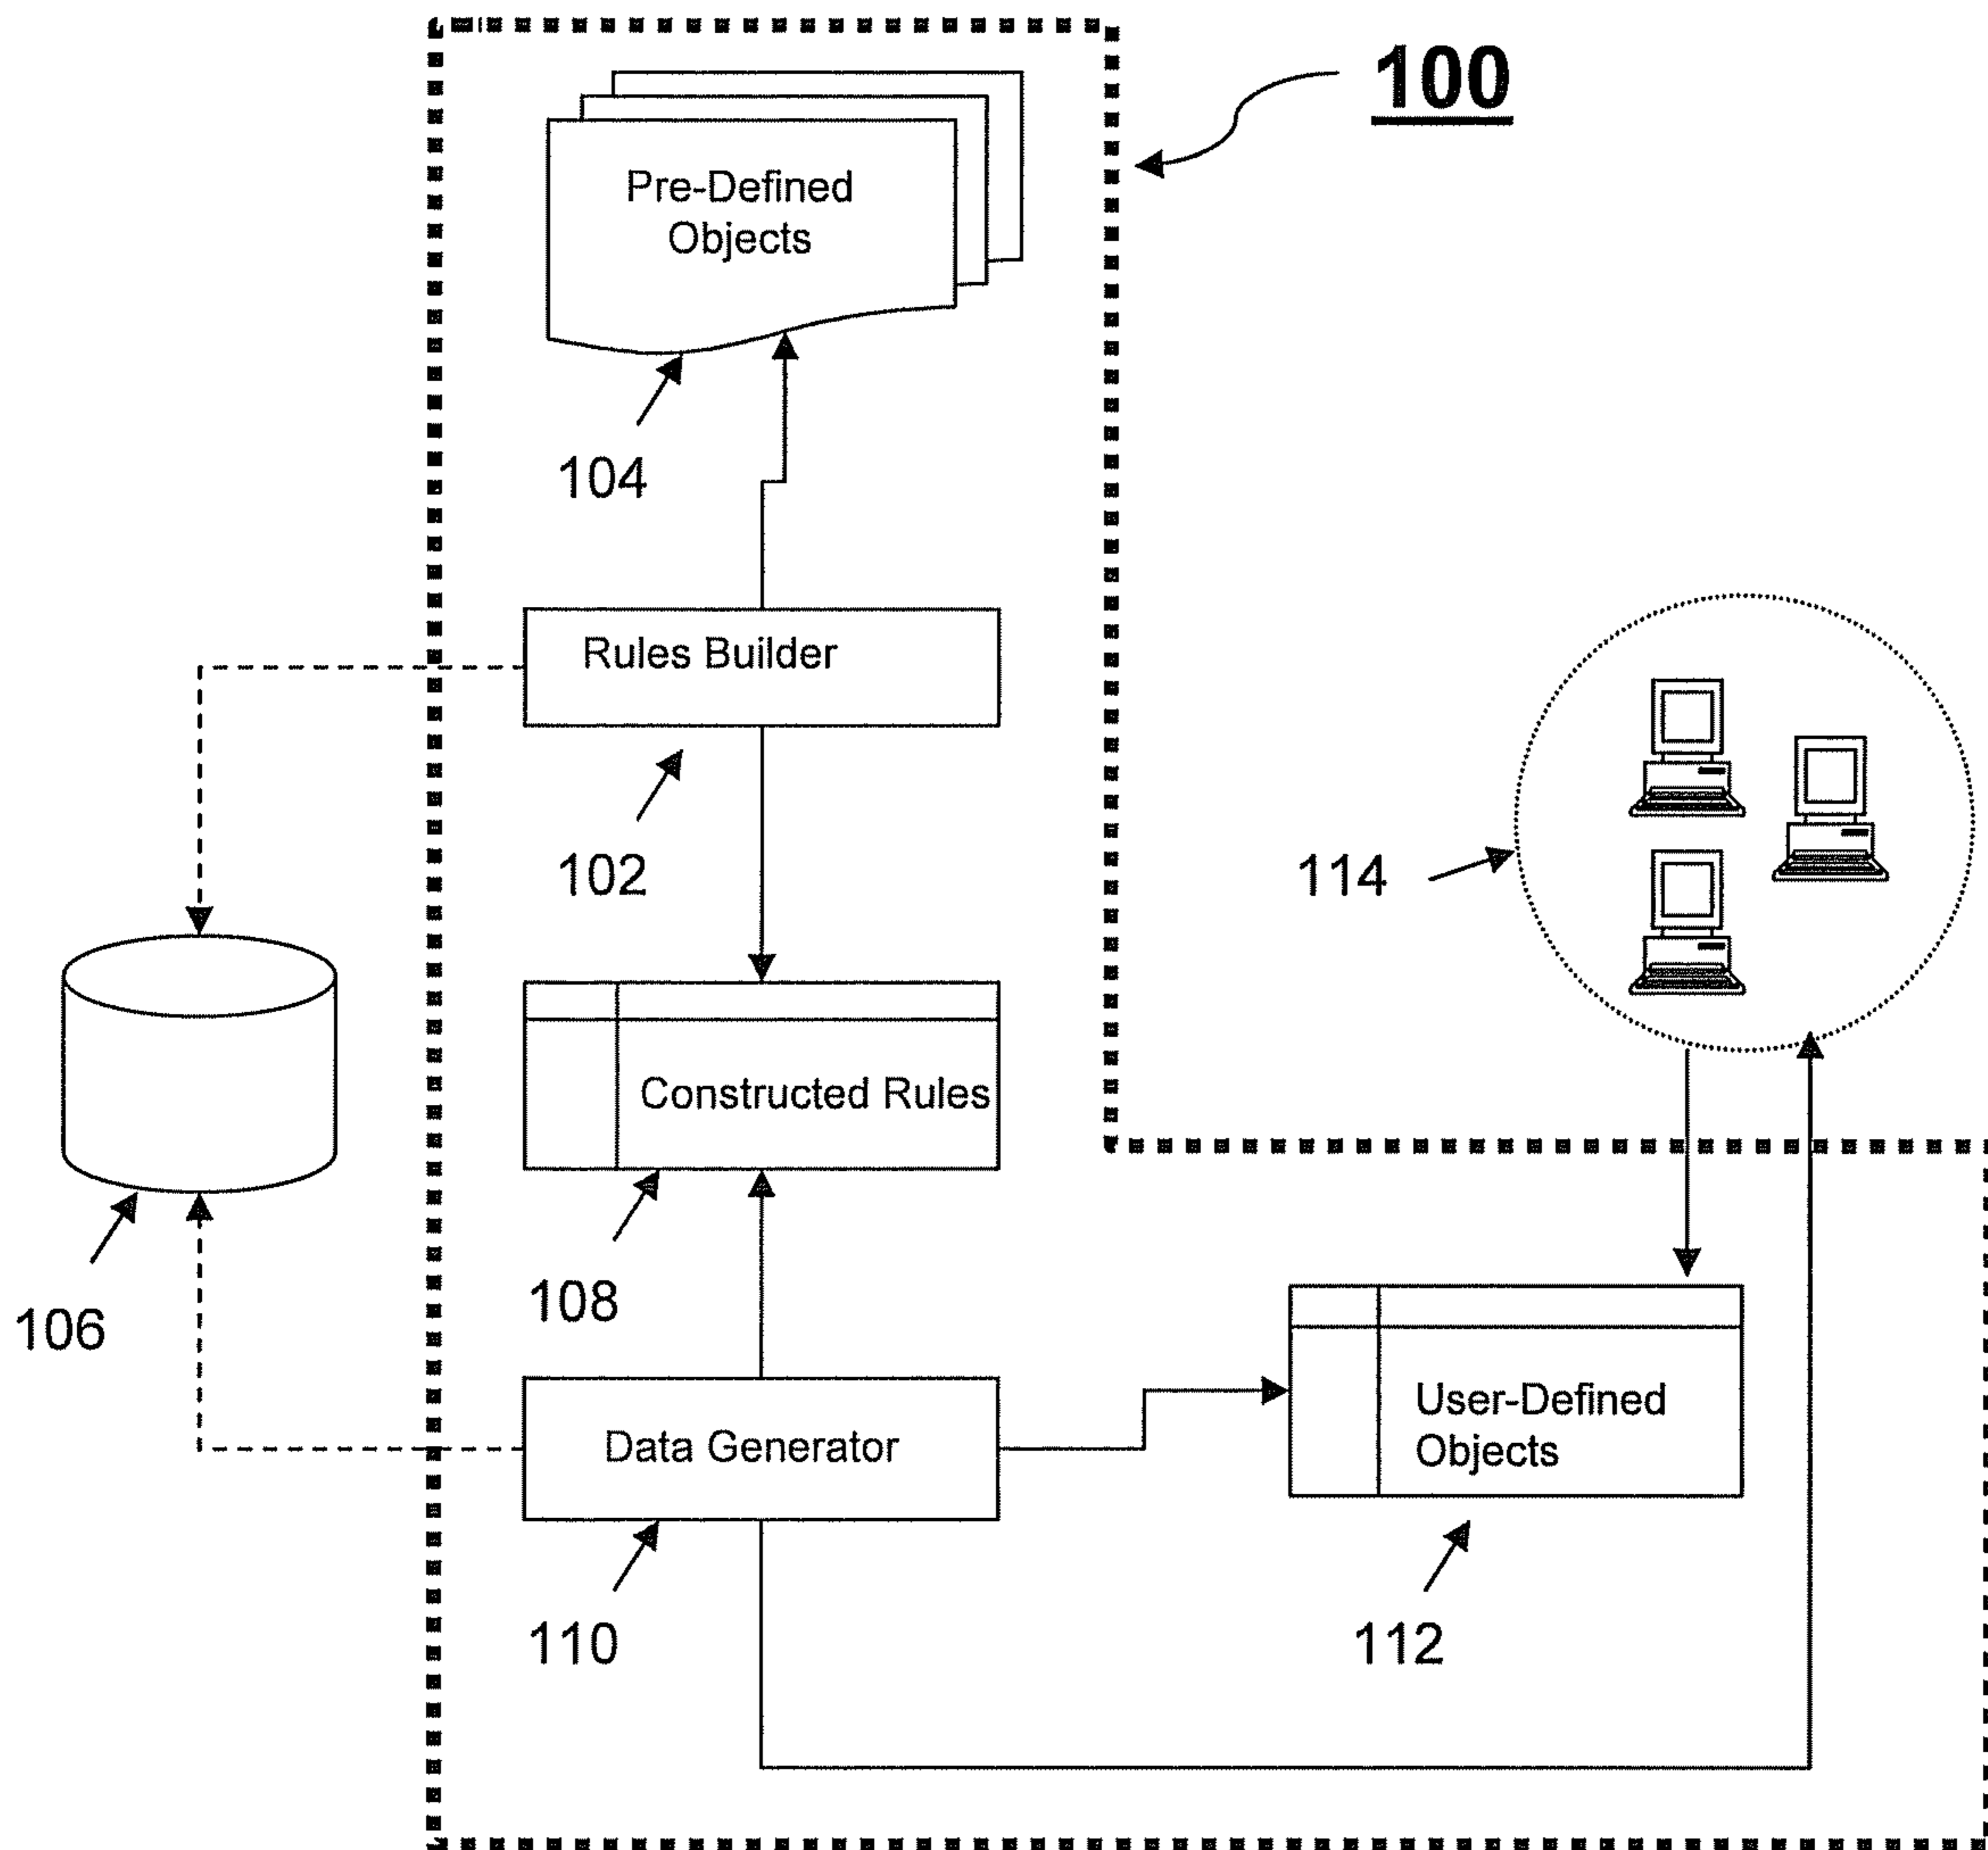 100
Pre-Defined
Objects
104
Rules Builder
102
114
Constructed Rules
106
108
User-Defined
Objects
Data Generator
110
112